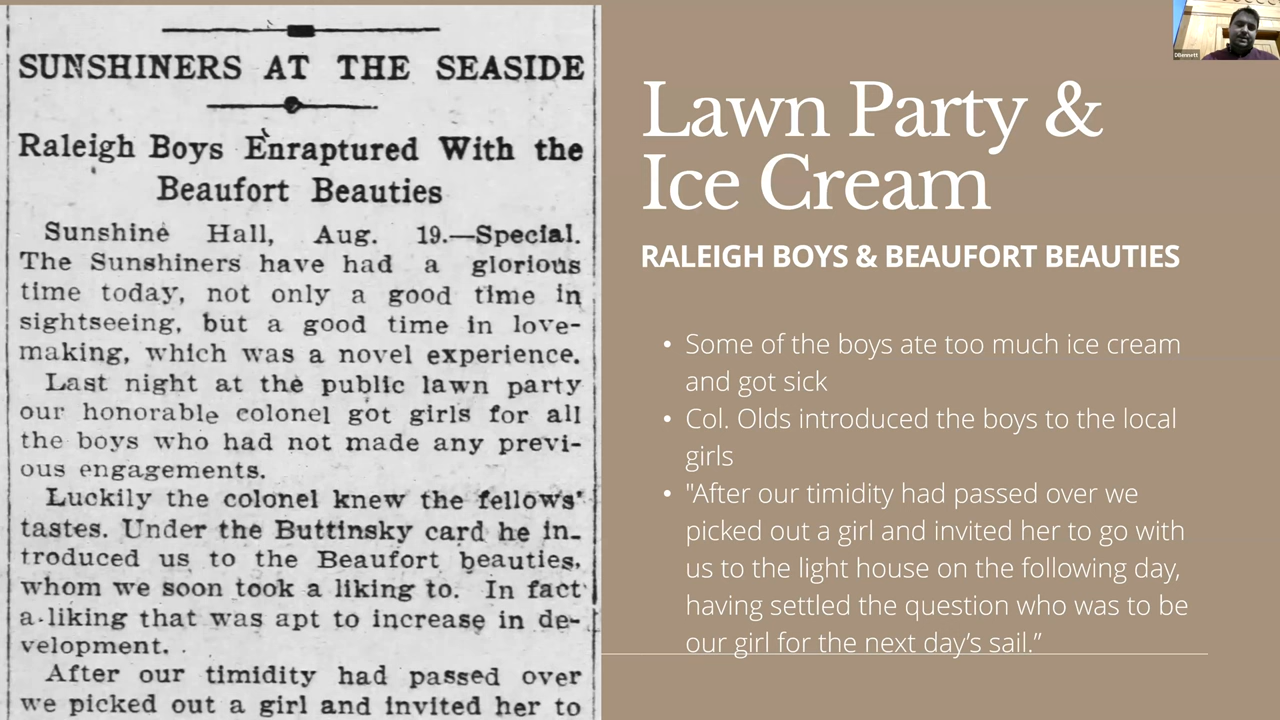 SUNSHINERS AT THE SEASIDE
Raleigh Boys Enraptured With the
Beaufort Beauties
Sunshine Hall, Aug. 19.—Special.
The Sunshiners have had a glorious
time today, not only a good time in
sightseeing, but a good time in love-
making, which was a novel experience.
Last night at the public lawn party
our honorable colonel got girls for all
the boys who had not made any previ-
ous engagements.
Luckily the colonel knew the fellows'
tastes. Under the Buttinsky card he in-
troduced us to the Beaufort beauties,
whom we soon took a liking to. In fact
a liking that was apt to increase in de-
velopment.
After our timidity had passed over
we picked out a girl and invited her to
Lawn Party &
Ice Cream
RALEIGH BOYS & BEAUFORT BEAUTIES
• Some of the boys ate too much ice cream
and got sick
• Col. Olds introduced the boys to the local
girls
• "After our timidity had passed over we
picked out a girl and invited her to go with
us to the light house on the following day,
having settled the question who was to be
our girl for the next day's sail.”
DBennett